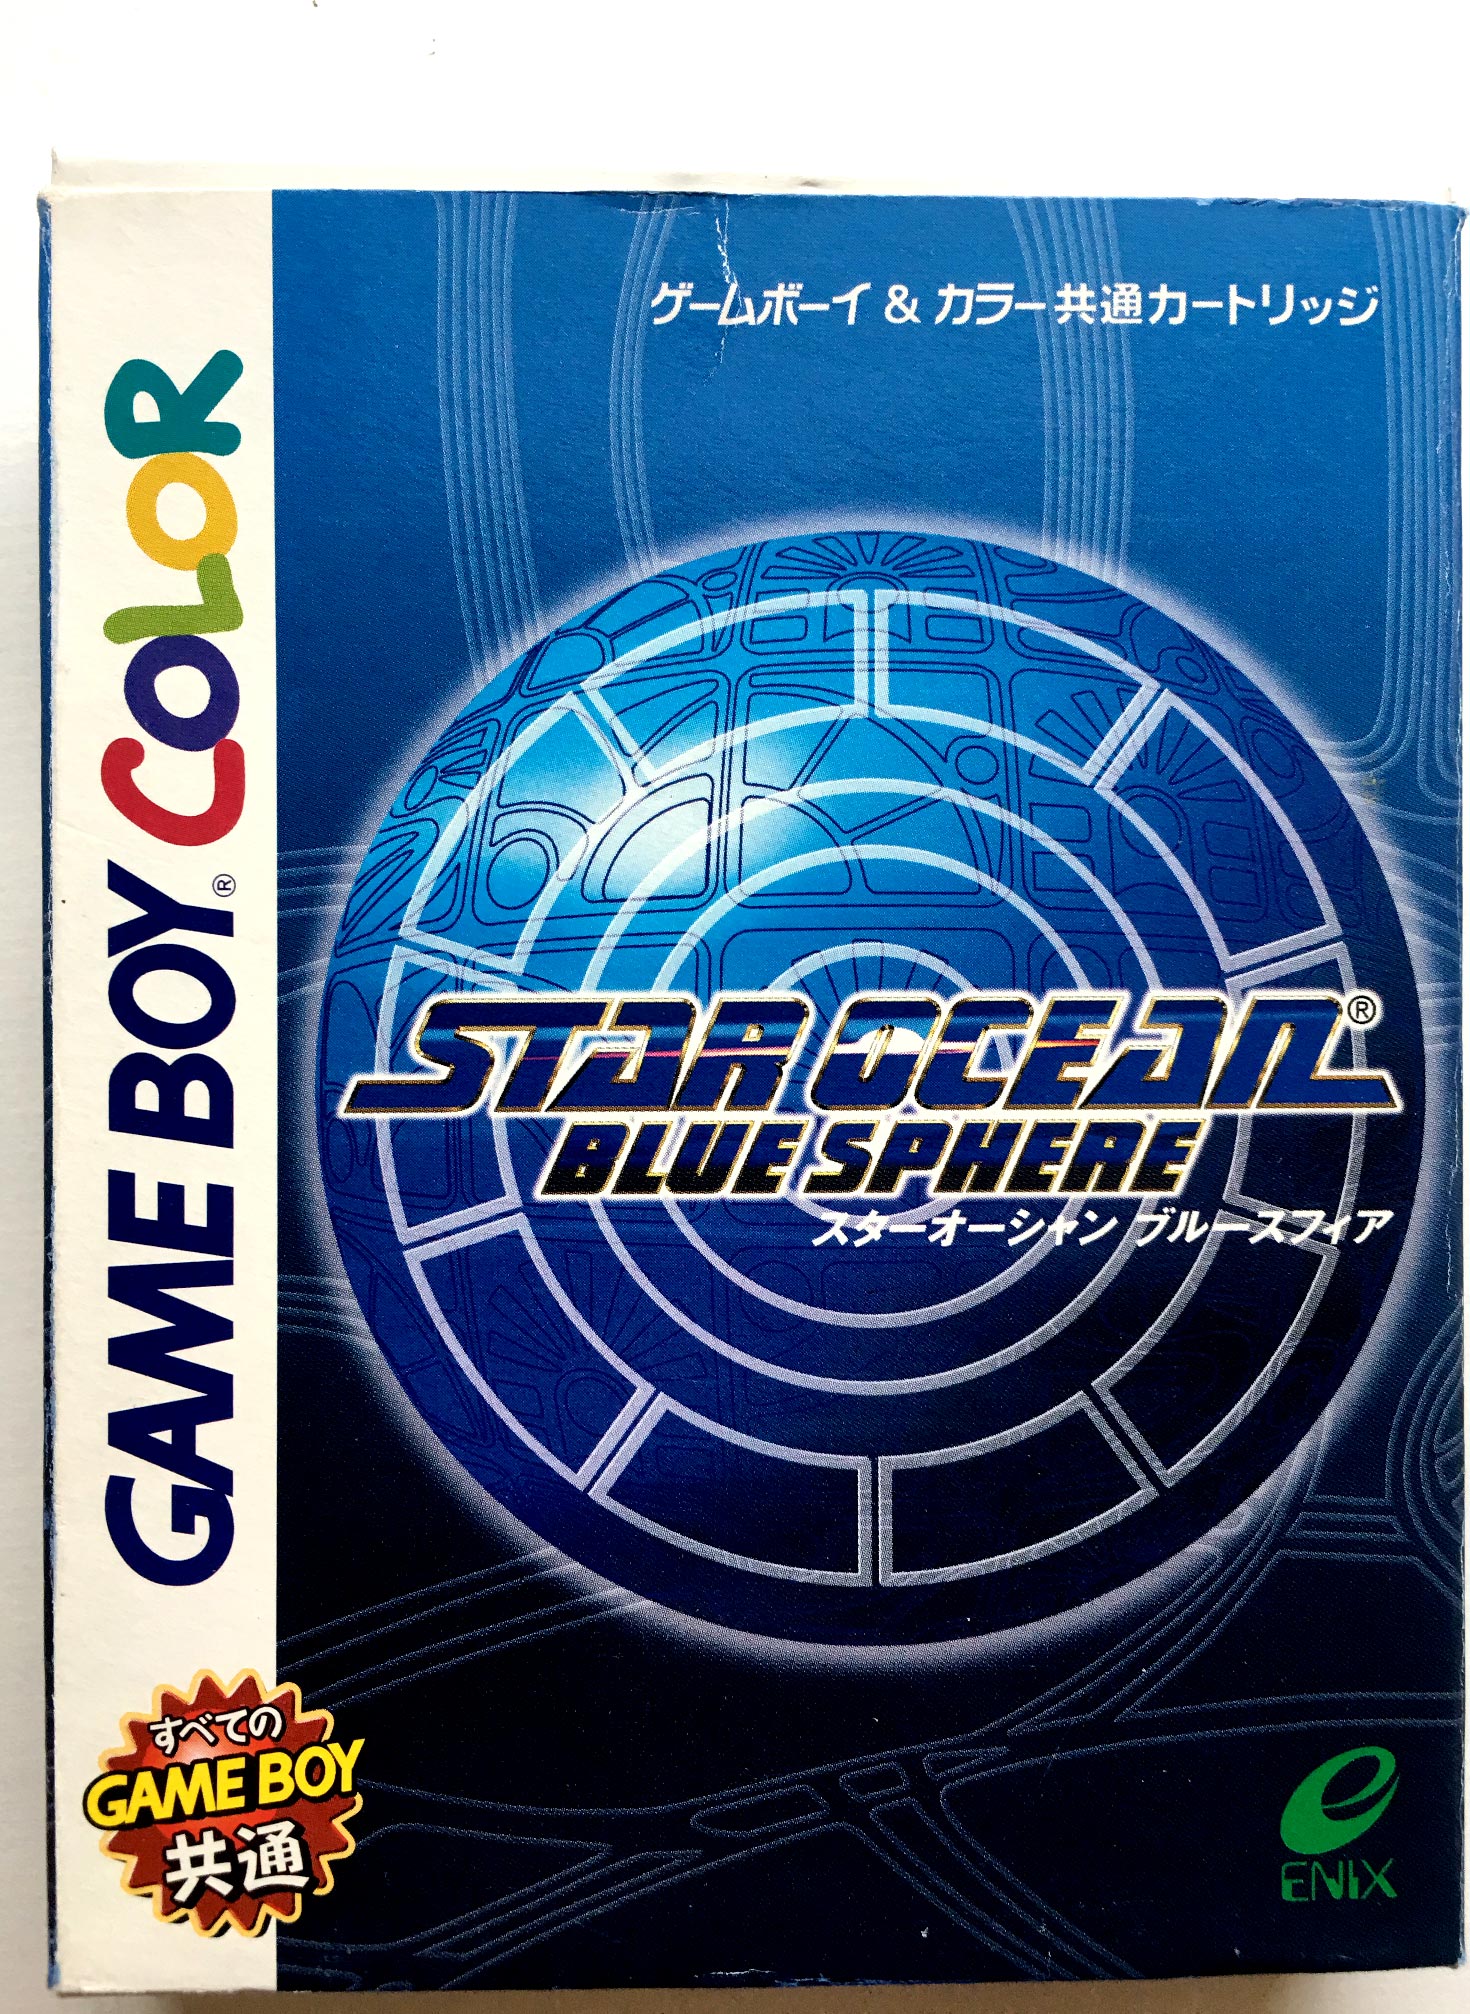 ゲームボーイ & カラー共通カートリッジ
GAME BOY® COLOR
STAR OCEAN®
BLUE SPHERE
スターオーシャン ブルースフィア
すべての
GAME BOY
共通
ENIX